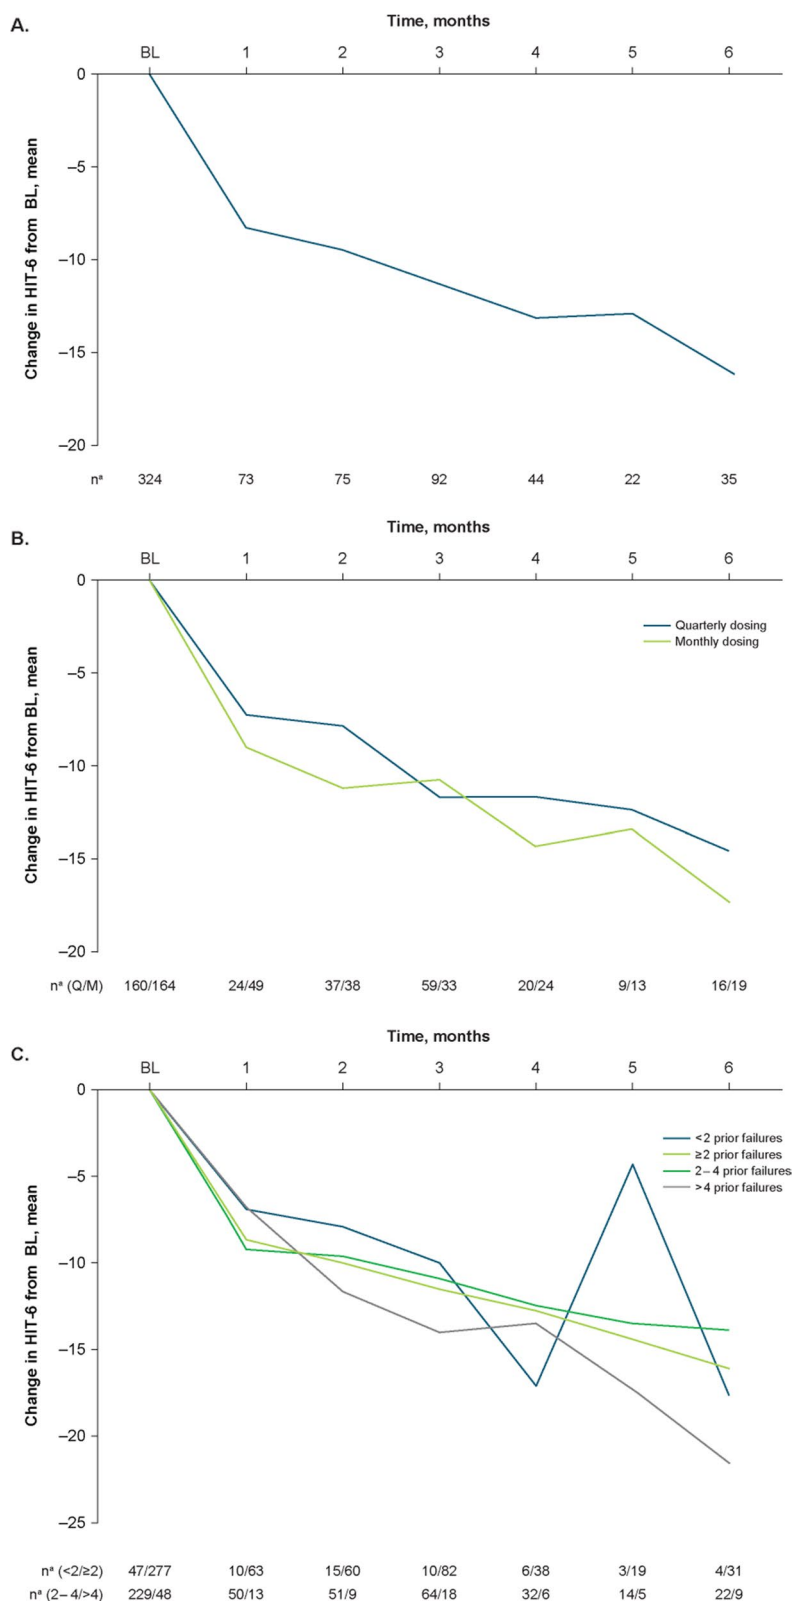 A.
Time, months
BL 1 2 3 4 5 6
Change in HIT-6 from BL, mean
0
–5
–10
–15
–20
nª 324 73 75 92 44 22 35
B.
Time, months
BL 1 2 3 4 5 6
Change in HIT-6 from BL, mean
0
–5
–10
–15
–20
Quarterly dosing
Monthly dosing
nª (Q/M) 160/164 24/49 37/38 59/33 20/24 9/13 16/19
C.
Time, months
BL 1 2 3 4 5 6
Change in HIT-6 from BL, mean
0
–5
–10
–15
–20
–25
<2 prior failures
≥2 prior failures
2–4 prior failures
>4 prior failures
nª (<2/≥2) 47/277 10/63 15/60 10/82 6/38 3/19 4/31
nª (2–4/>4) 229/48 50/13 51/9 64/18 32/6 14/5 22/9